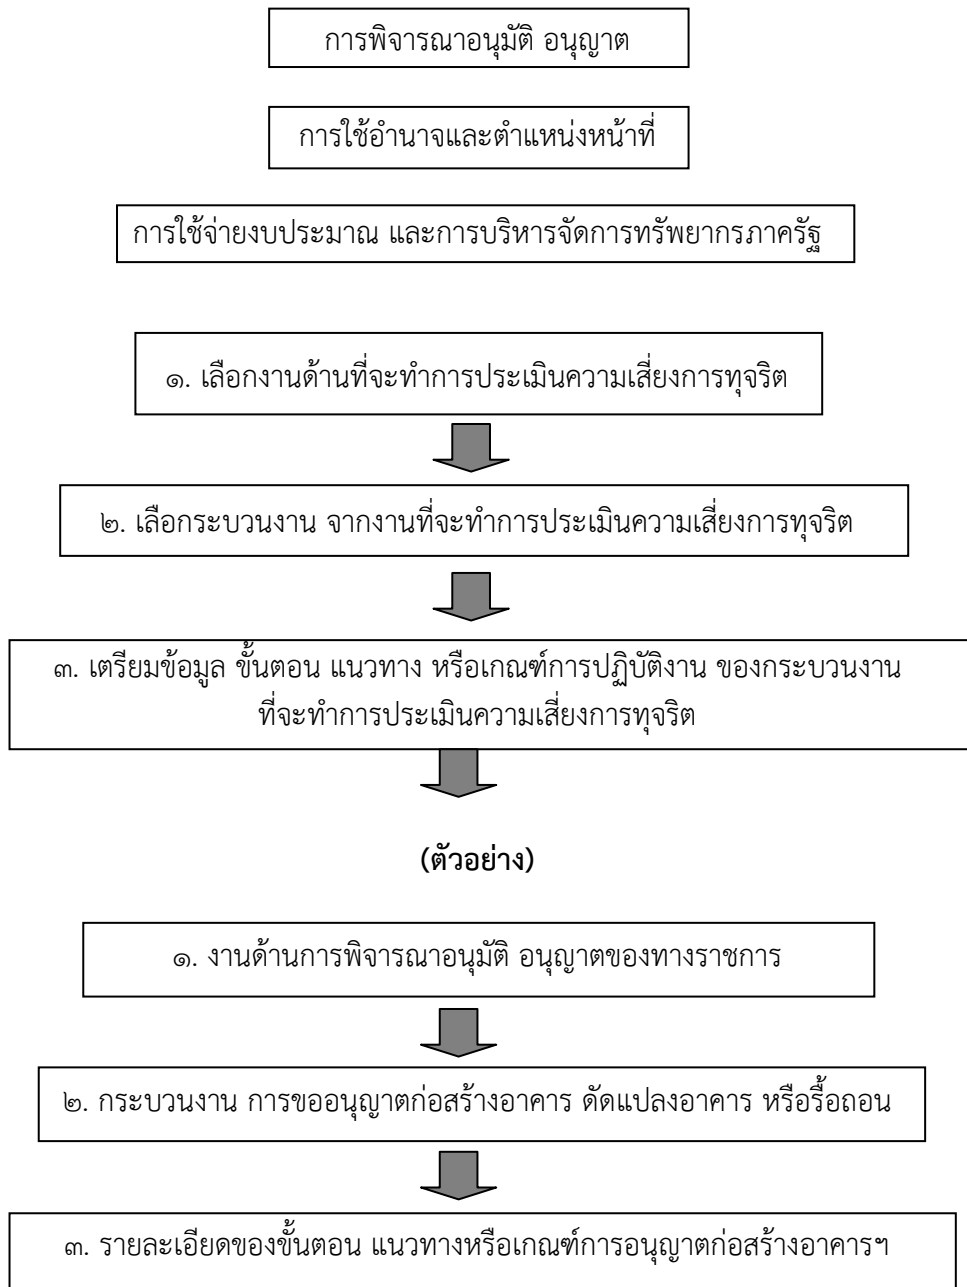 การพิจารณาอนุมัติ อนุญาต
การใช้อำนาจและตำแหน่งหน้าที่
การใช้จ่ายงบประมาณ และการบริหารจัดการทรัพยากรภาครัฐ
๑. เลือกงานด้านที่จะทำการประเมินความเสี่ยงการทุจริต
๒. เลือกระบวนงาน จากงานที่จะทำการประเมินความเสี่ยงการทุจริต
๓. เตรียมข้อมูล ขั้นตอน แนวทาง หรือเกณฑ์การปฏิบัติงาน ของกระบวนงาน
ที่จะทำการประเมินความเสี่ยงการทุจริต
(ตัวอย่าง)
๑. งานด้านการพิจารณาอนุมัติ อนุญาตของทางราชการ
๒. กระบวนงาน การขออนุญาตก่อสร้างอาคาร ดัดแปลงอาคาร หรือรื้อถอน
๓. รายละเอียดของขั้นตอน แนวทางหรือเกณฑ์การอนุญาตก่อสร้างอาคารฯ